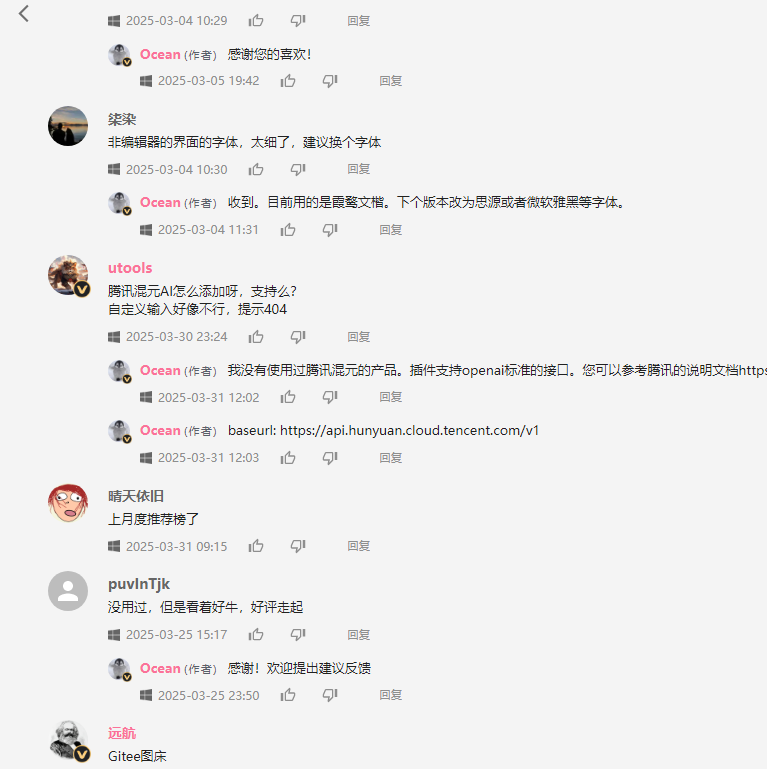 2025-03-04 10:29 回复
Ocean (作者) 感谢您的喜欢！
2025-03-05 19:42 回复
柒染
非编辑器的界面的字体，太细了，建议换个字体
2025-03-04 10:30 回复
Ocean (作者) 收到。目前用的是霞鹜文楷。下个版本改为思源或者微软雅黑等字体。
2025-03-04 11:31 回复
utools
腾讯混元AI怎么添加呀，支持么？
自定义输入好像不行，提示404
2025-03-30 23:24 回复
Ocean (作者) 我没有使用过腾讯混元的产品。插件支持openai标准的接口。您可以参考腾讯的说明文档https
2025-03-31 12:02 回复
Ocean (作者) baseurl: https://api.hunyuan.cloud.tencent.com/v1
2025-03-31 12:03 回复
晴天依旧
上月度推荐榜了
2025-03-31 09:15 回复
puvlnTjk
没用过，但是看着好牛，好评走起
2025-03-25 15:17 回复
Ocean (作者) 感谢！欢迎提出建议反馈
2025-03-25 23:50 回复
远航
Gitee图床